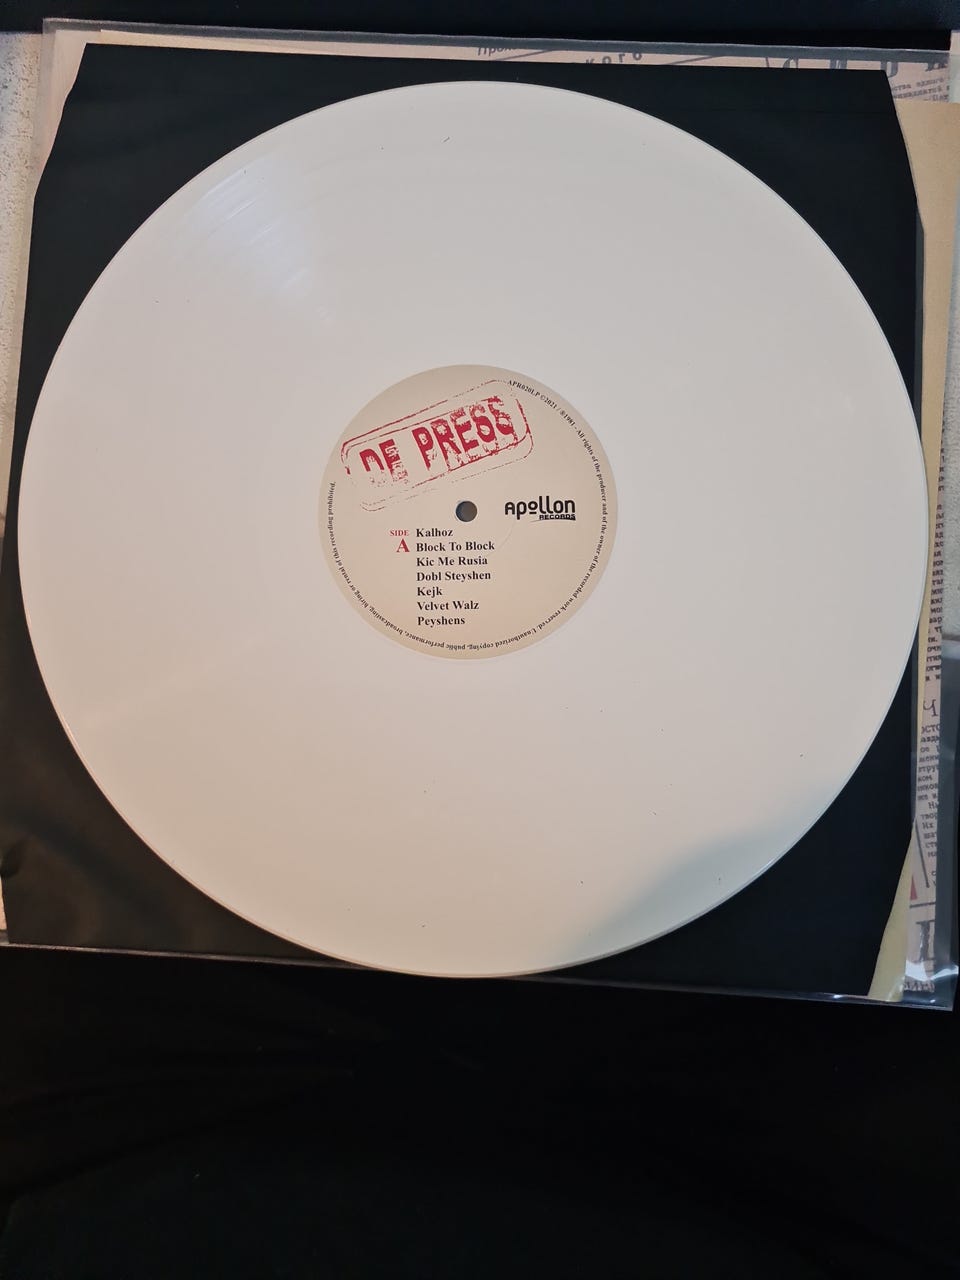 DE PRESS
APR020LP ©2021 / ℗1981 - All rights of the producer and of the owner of the recorded work reserved. Unauthorized copying, public performance, broadcasting, hiring or rental of this recording prohibited.
Apollon
RECORDS
SIDE
A
Kalhoz
Block To Block
Kic Me Rusia
Dobl Steyshen
Kejk
Velvet Walz
Peyshens